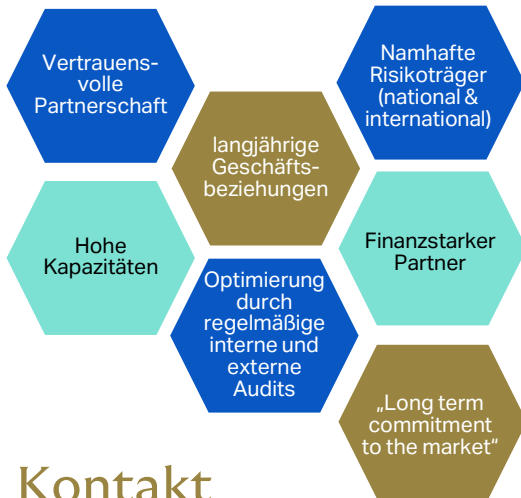 Vertrauens-
volle
Partnerschaft
Namhafte
Risikoträger
(national &
international)
langjährige
Geschäfts-
beziehungen
Hohe
Kapazitäten
Finanzstarker
Partner
Optimierung
durch
regelmäßige
interne und
externe
Audits
„Long term
commitment
to the market“
Kontakt